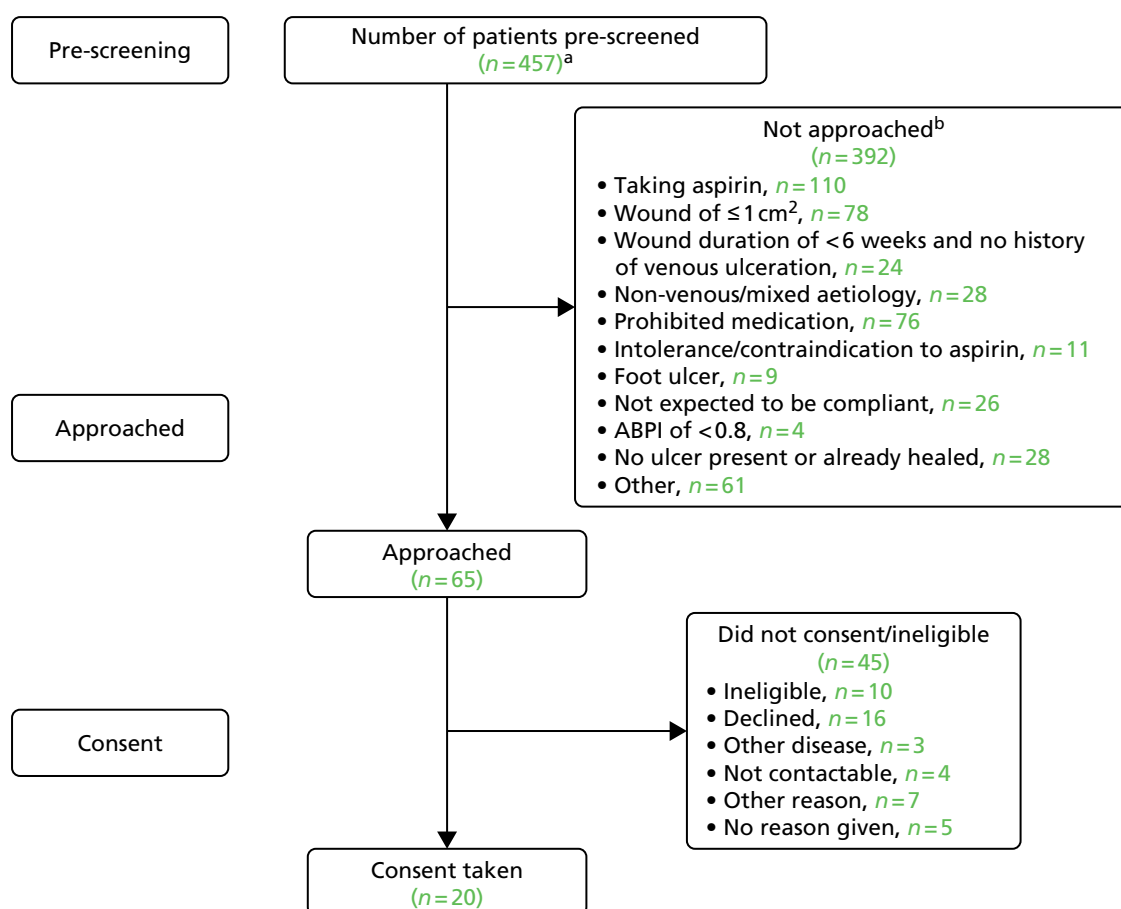 Pre-screening
Number of patients pre-screened
(n=457)a
Not approachedb
(n=392)
• Taking aspirin, n=110
• Wound of ≤1cm2, n=78
• Wound duration of <6 weeks and no history
of venous ulceration, n=24
• Non-venous/mixed aetiology, n=28
• Prohibited medication, n=76
• Intolerance/contraindication to aspirin, n=11
• Foot ulcer, n=9
• Not expected to be compliant, n=26
• ABPI of <0.8, n=4
• No ulcer present or already healed, n=28
• Other, n=61
Approached
Approached
(n=65)
Did not consent/ineligible
(n=45)
• Ineligible, n=10
• Declined, n=16
• Other disease, n=3
• Not contactable, n=4
• Other reason, n=7
• No reason given, n=5
Consent
Consent taken
(n=20)